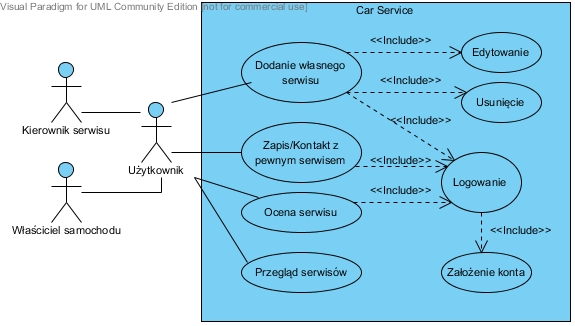 Visual Paradigm for UML Community Edition [not for commercial use]
Car Service
<<Include>>
Edytowanie
Dodanie własnego
serwisu
<<Include>>
Usunięcie
<<Include>>
Kierownik serwisu
Zapis/Kontakt z
pewnym serwisem
<<Include>>
Użytkownik
Logowanie
<<Include>>
Ocena serwisu
Właściciel samochodu
<<Include>>
Przegląd serwisów
Założenie konta